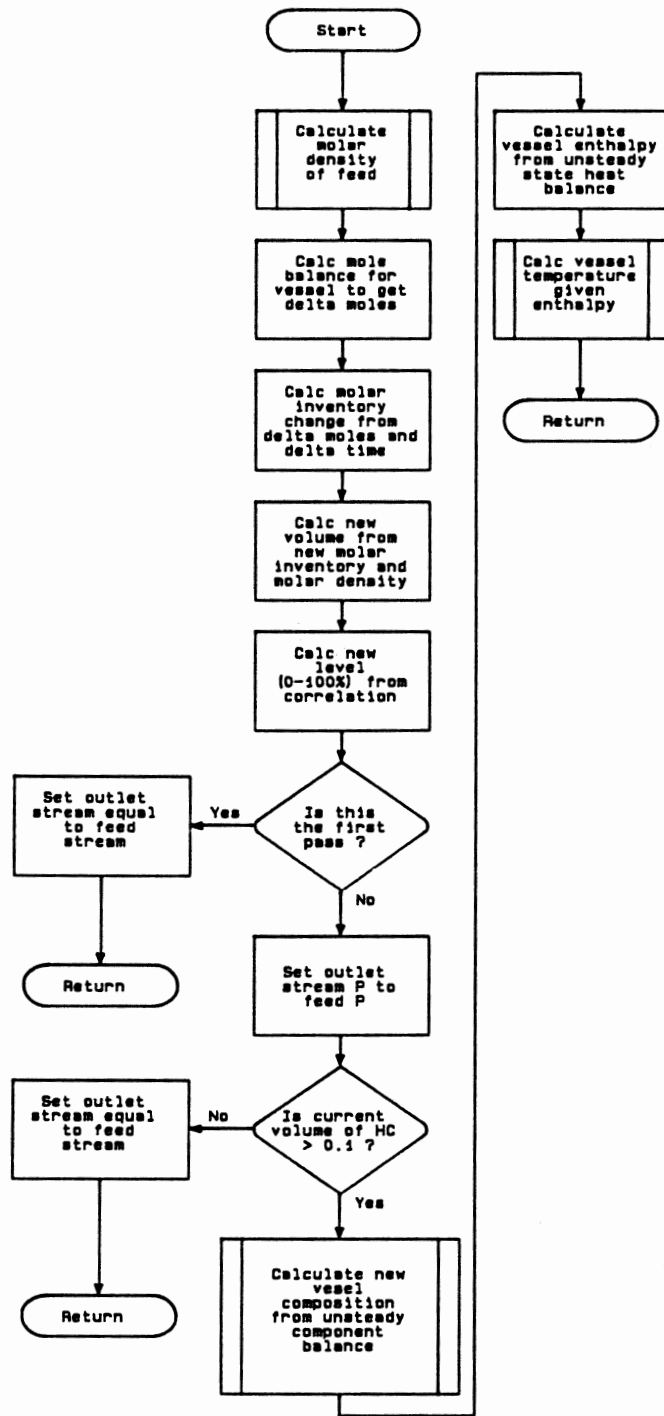 Start
Calculate
molar
density
of feed
Calc mole
balance for
vessel to get
delta moles
Calc molar
inventory
change from
delta moles and
delta time
Calc new
volume from
new molar
inventory and
molar density
Calc new
level
(0-100%) from
correlation
Is this
the first
pass ?
Yes
Set outlet
stream equal
to feed
stream
Return
No
Set outlet
stream P to
feed P
Is current
volume of HC
> 0.1 ?
No
Set outlet
stream equal
to feed
stream
Return
Yes
Calculate new
vesel
composition
from unsteady
component
balance
Calculate
vessel enthalpy
from unsteady
state heat
balance
Calc vessel
temperature
given
enthalpy
Return